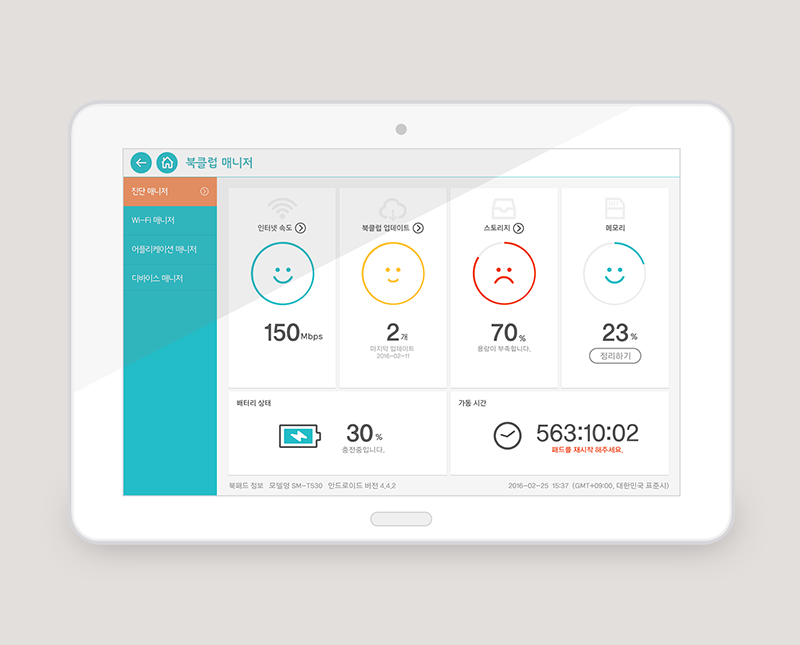 북클럽 매니저
진단 매니저
Wi-Fi 매니저
어플리케이션 매니저
디바이스 매니저
인터넷 속도
150 Mbps
북클럽 업데이트
2 개
마지막 업데이트
2016-02-11
스토리지
70 %
용량이 부족합니다.
메모리
23 %
정리하기
배터리 상태
30 %
충전중입니다.
가동 시간
563:10:02
패드를 재시작 해주세요.
북패드 정보 모델명 SM-T530 안드로이드 버전 4.4.2
2016-02-25 15:37 (GMT+09:00, 대한민국 표준시)